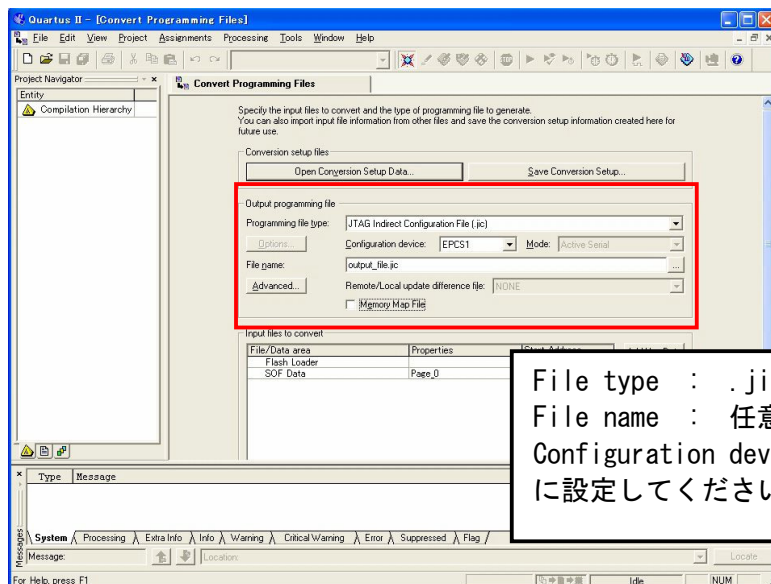 Quartus II - [Convert Programming Files]
File Edit View Project Assignments Processing Tools Window Help
Project Navigator
Entity
Compilation Hierarchy
Convert Programming Files
Specify the input files to convert and the type of programming file to generate.
You can also import input file information from other files and save the conversion setup information created here for
future use.
Conversion setup files
Open Conversion Setup Data...
Save Conversion Setup...
Output programming file
Programming file type: JTAG Indirect Configuration File (.jic)
Options... Configuration device: EPCS1 Mode: Active Serial
File name: output_file.jic ...
Advanced... Remote/Local update difference file: NONE
Memory Map File
Input files to convert
File/Data area Properties
Flash Loader
SOF Data Page_0
File type : .ji
File name : 任意
Configuration dev
に設定してください
Type Message
System Processing Extra Info Info Warning Critical Warning Error Suppressed Flag
Messages
Message: Location: Locate
For Help, press F1 Idle NUM